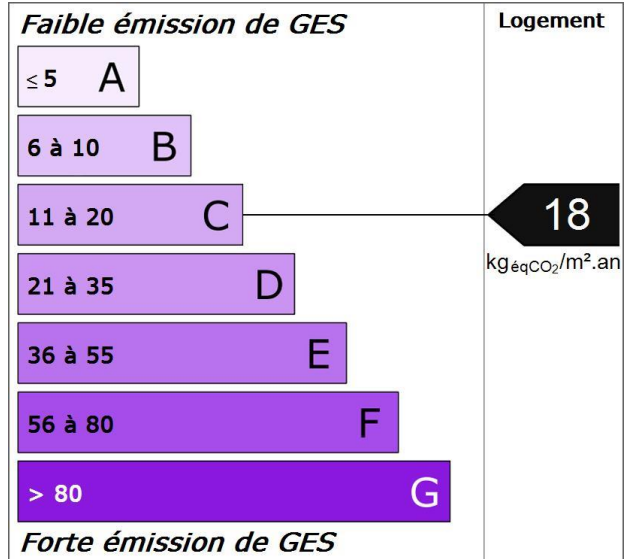 Faible émission de GES
Logement
≤ 5 A
6 à 10 B
11 à 20 C
18
kgéqCO₂/m².an
21 à 35 D
36 à 55 E
56 à 80 F
> 80 G
Forte émission de GES